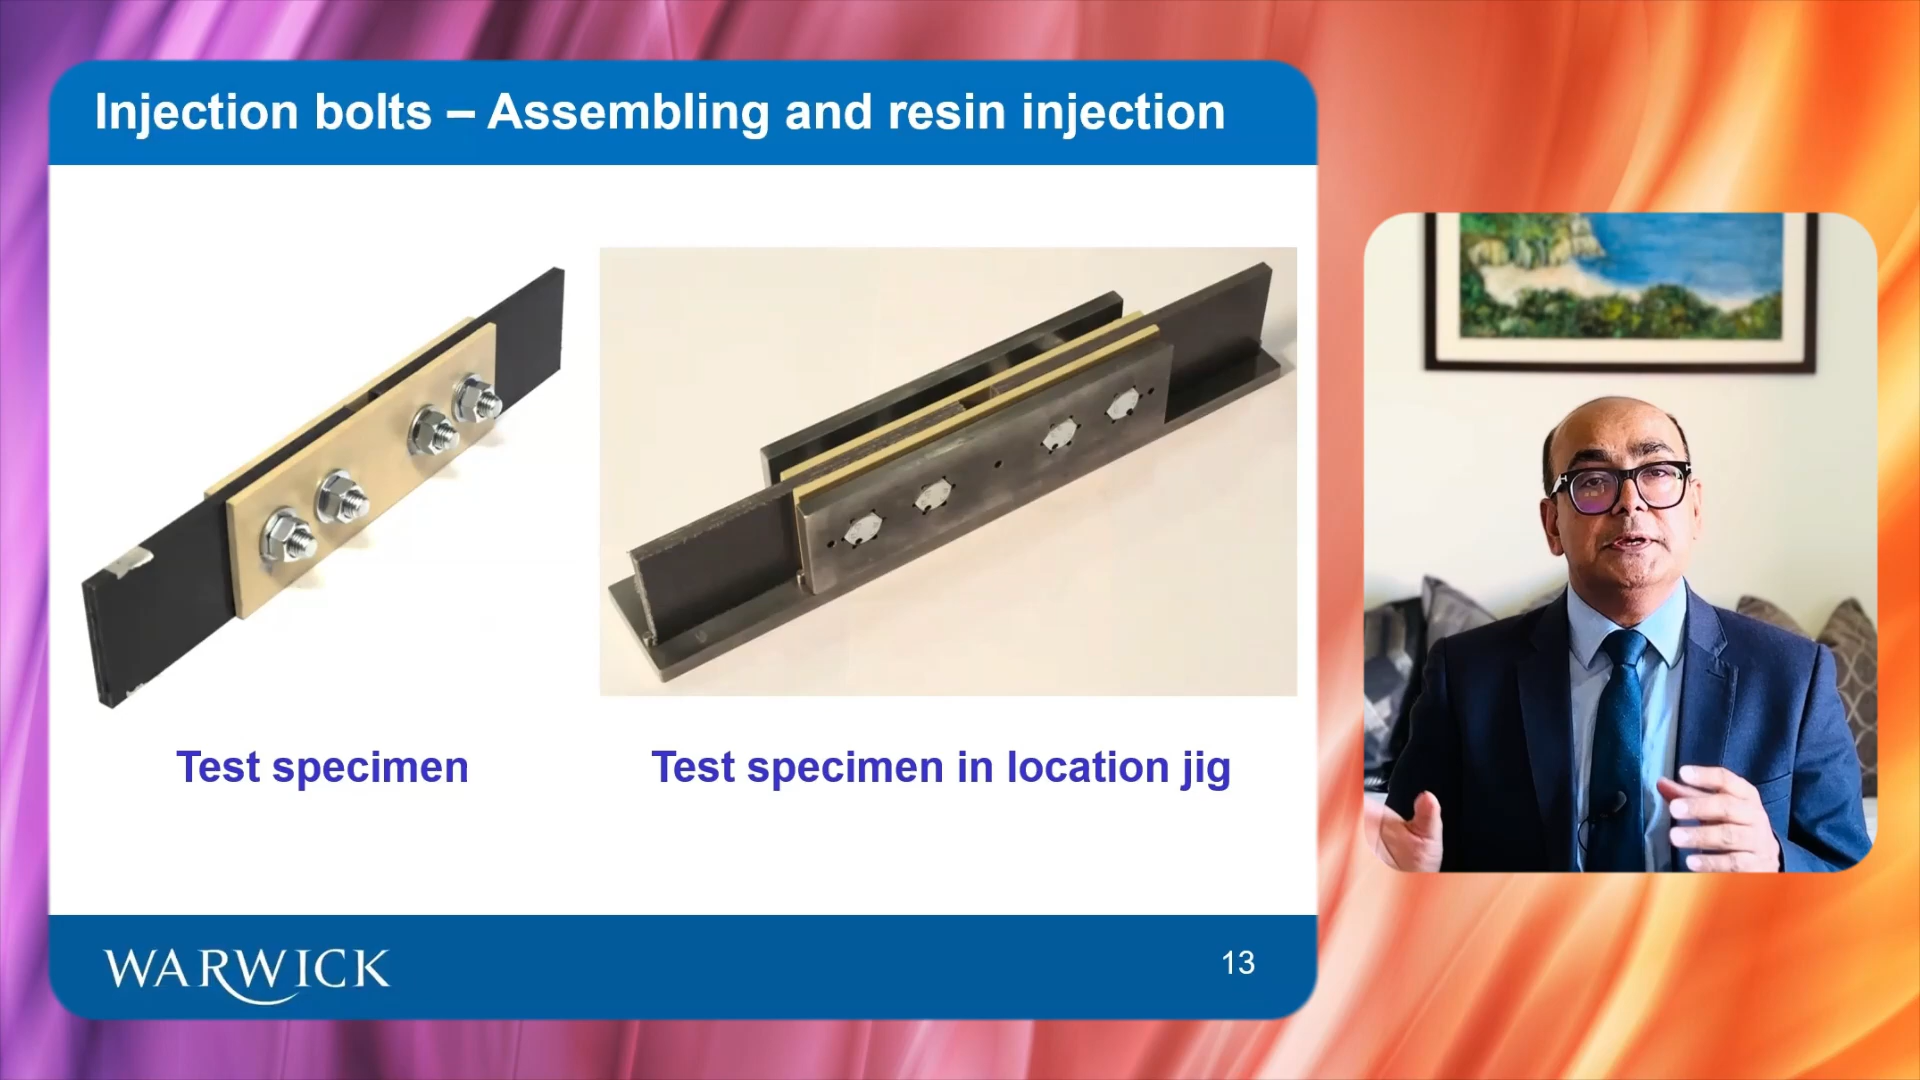 Injection bolts – Assembling and resin injection
Test specimen
Test specimen in location jig
WARWICK
13